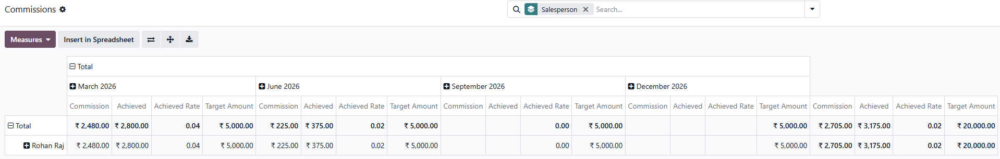 Commissions
Salesperson Search...
Measures Insert in Spreadsheet
Total
March 2026 June 2026 September 2026 December 2026
Commission Achieved Achieved Rate Target Amount Commission Achieved Achieved Rate Target Amount Commission Achieved Achieved Rate Target Amount Commission Achieved Achieved Rate Target Amount Commission Achieved Achieved Rate Target Amount
Total ₹ 2,480.00 ₹ 2,800.00 0.04 ₹ 5,000.00 ₹ 225.00 ₹ 375.00 0.02 ₹ 5,000.00 0.00 ₹ 5,000.00 ₹ 5,000.00 ₹ 2,705.00 ₹ 3,175.00 0.02 ₹ 20,000.00
Rohan Raj ₹ 2,480.00 ₹ 2,800.00 0.04 ₹ 5,000.00 ₹ 225.00 ₹ 375.00 0.02 ₹ 5,000.00 0.00 ₹ 5,000.00 ₹ 5,000.00 ₹ 2,705.00 ₹ 3,175.00 0.02 ₹ 20,000.00